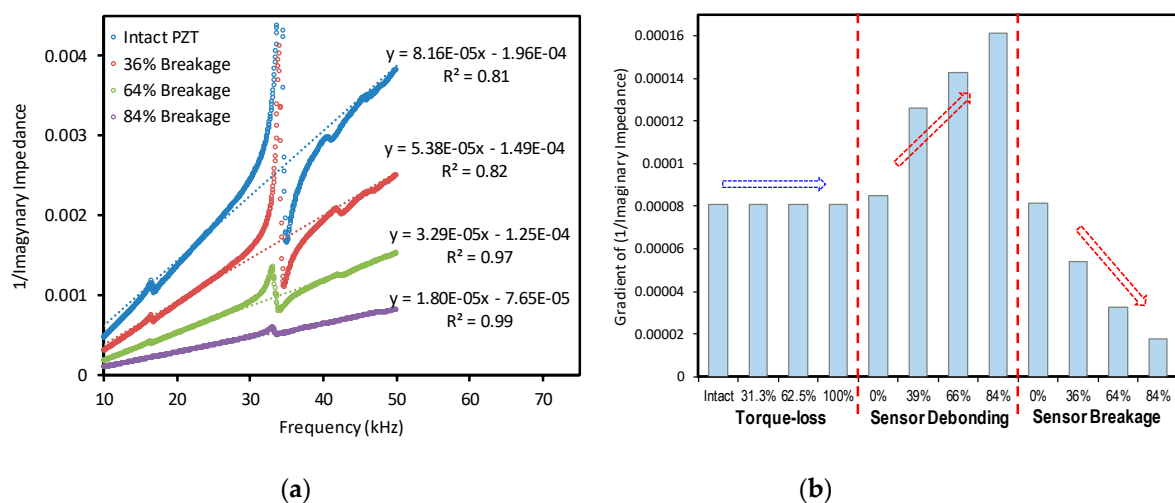 Intact PZT
36% Breakage
64% Breakage
84% Breakage
y = 8.16E-05x - 1.96E-04
R² = 0.81
y = 5.38E-05x - 1.49E-04
R² = 0.82
y = 3.29E-05x - 1.25E-04
R² = 0.97
y = 1.80E-05x - 7.65E-05
R² = 0.99
1/Imagynary Impedance
0.004
0.003
0.002
0.001
0
10 20 30 40 50 60 70
Frequency (kHz)
(a)
Gradient of (1/Imaginary Impedance)
0.00016
0.00014
0.00012
0.0001
0.00008
0.00006
0.00004
0.00002
0
Intact 31.3% 62.5% 100% 0% 39% 66% 84% 0% 36% 64% 84%
Torque-loss Sensor Debonding Sensor Breakage
(b)